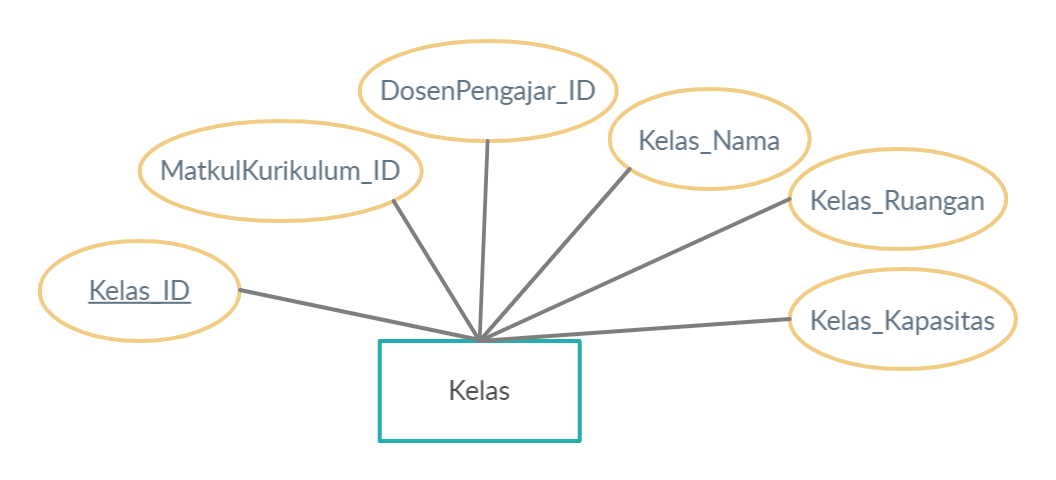 DosenPengajar_ID
Kelas_Nama
MatkulKurikulum_ID
Kelas_Ruangan
Kelas_ID
Kelas_Kapasitas
Kelas